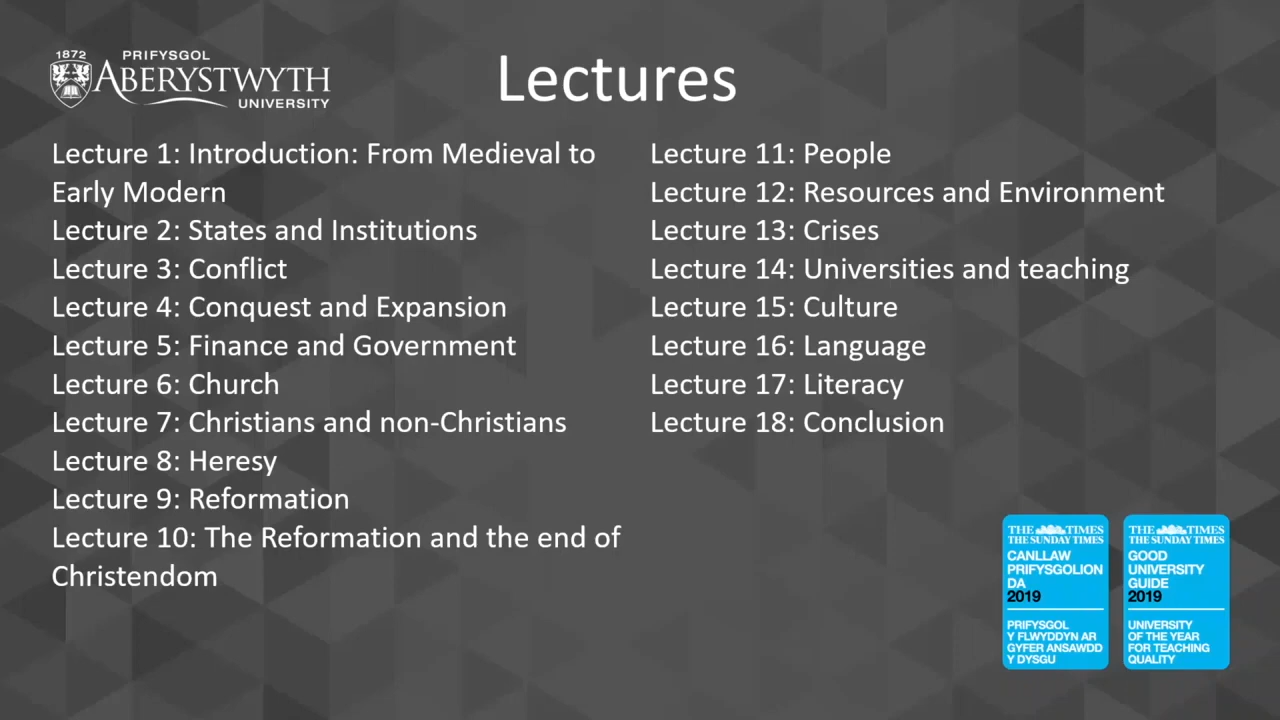 1872
PRIFYSGOL
ABERYSTWYTH
UNIVERSITY
Lectures
Lecture 1: Introduction: From Medieval to
Early Modern
Lecture 2: States and Institutions
Lecture 3: Conflict
Lecture 4: Conquest and Expansion
Lecture 5: Finance and Government
Lecture 6: Church
Lecture 7: Christians and non-Christians
Lecture 8: Heresy
Lecture 9: Reformation
Lecture 10: The Reformation and the end of
Christendom
Lecture 11: People
Lecture 12: Resources and Environment
Lecture 13: Crises
Lecture 14: Universities and teaching
Lecture 15: Culture
Lecture 16: Language
Lecture 17: Literacy
Lecture 18: Conclusion
THE TIMES
THE SUNDAY TIMES
CANLLAW
PRIFYSGOLION
DA
2019
PRIFYSGOL
Y FLWYDDYN AR
GYFER ANSAWDD
Y DYSGU
THE TIMES
THE SUNDAY TIMES
GOOD
UNIVERSITY
GUIDE
2019
UNIVERSITY
OF THE YEAR
FOR TEACHING
QUALITY